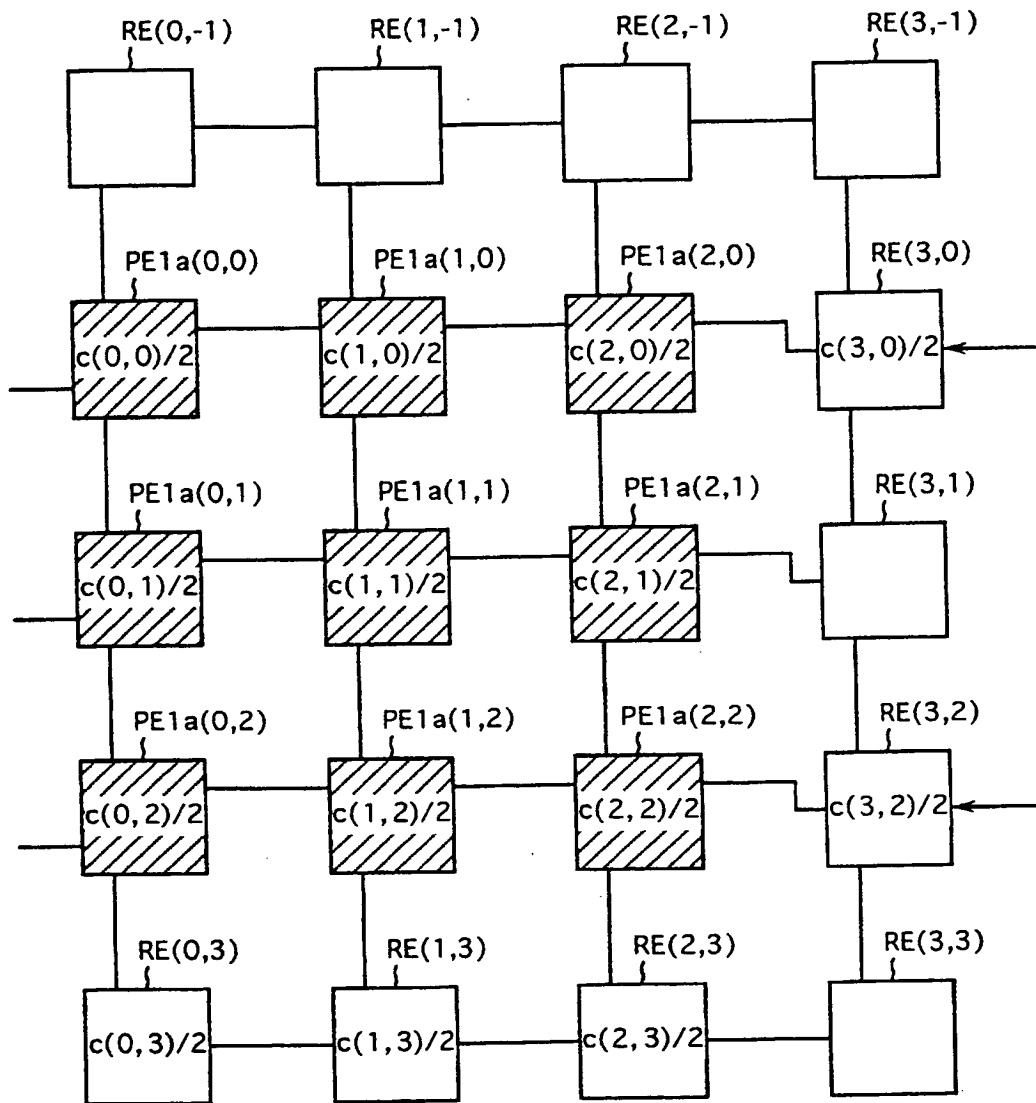 RE(0,-1) RE(1,-1) RE(2,-1) RE(3,-1)
PE1a(0,0) PE1a(1,0) PE1a(2,0) RE(3,0)
c(0,0)/2 c(1,0)/2 c(2,0)/2 c(3,0)/2
PE1a(0,1) PE1a(1,1) PE1a(2,1) RE(3,1)
c(0,1)/2 c(1,1)/2 c(2,1)/2
PE1a(0,2) PE1a(1,2) PE1a(2,2) RE(3,2)
c(0,2)/2 c(1,2)/2 c(2,2)/2 c(3,2)/2
RE(0,3) RE(1,3) RE(2,3) RE(3,3)
c(0,3)/2 c(1,3)/2 c(2,3)/2